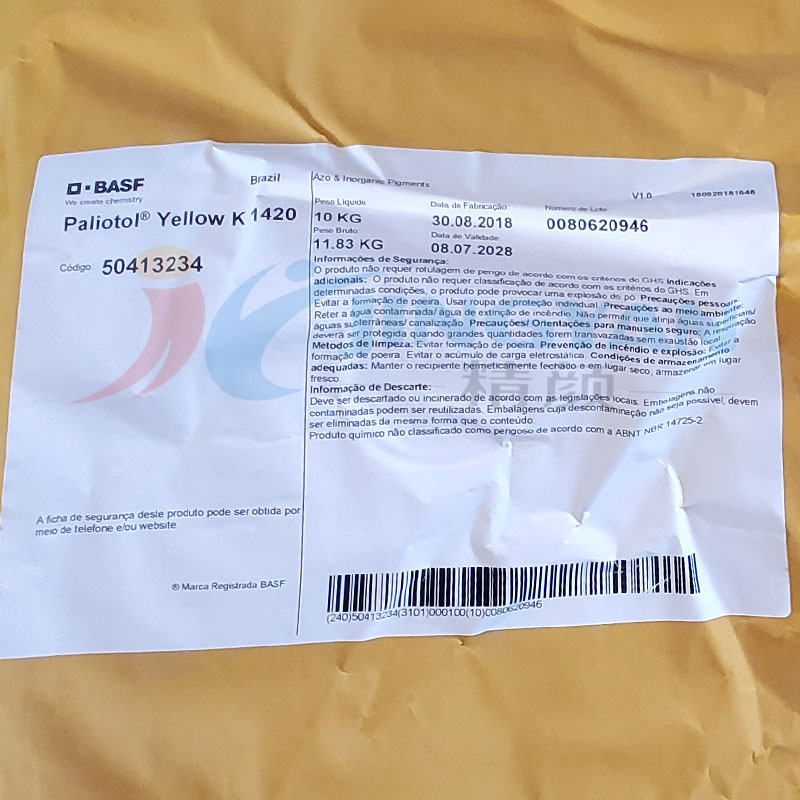 BASF
We create chemistry
Brazil
Paliotol® Yellow K 1420
Código 50413234
A ficha de segurança deste produto pode ser obtida por
meio de telefone e/ou website.
® Marca Registrada BASF
Azo & Inorganic Pigments
V1.0
180920181648
Peso Líquido
Data de Fabricação
Número de Lote
10 KG
30.08.2018
0080620946
Peso Bruto
Data de Validade
11.83 KG
08.07.2028
Informações de Segurança:
O produto não requer rotulagem de perigo de acordo com os critérios do GHS Indicações
adicionais: O produto não requer classificação de acordo com os critérios do GHS. Em
determinadas condições, o produto pode provocar uma explosão do pó. Precauções pessoais:
Evitar a formação de poeira. Usar roupa de proteção individual. Precauções ao meio ambiente:
Reter a água contaminada/ água de extinção de incêndio. Não permitir que atinja águas superficiais/
águas subterrâneas/ canalização. Precauções/ Orientações para manuseio seguro: A respiração
deverá ser protegida quando grandes quantidades forem transvazadas sem exaustão local
Métodos de limpeza: Evitar formação de poeira. Prevenção de incêndio e explosão: Evitar a
formação de poeira. Evitar o acúmulo de carga eletrostática. Condições de armazenamento
adequadas: Manter o recipiente hermeticamente fechado e em lugar seco, armazenar em lugar
fresco.
Informação de Descarte:
Deve ser descartado ou incinerado de acordo com as legislações locais. Embalagens não
contaminadas podem ser reutilizadas. Embalagens cuja descontaminação não seja possível, devem
ser eliminadas da mesma forma que o conteúdo.
Produto químico não classificado como perigoso de acordo com a ABNT NBR 14725-2
(240)50413234(3101)000100(10)0080620946
精颜